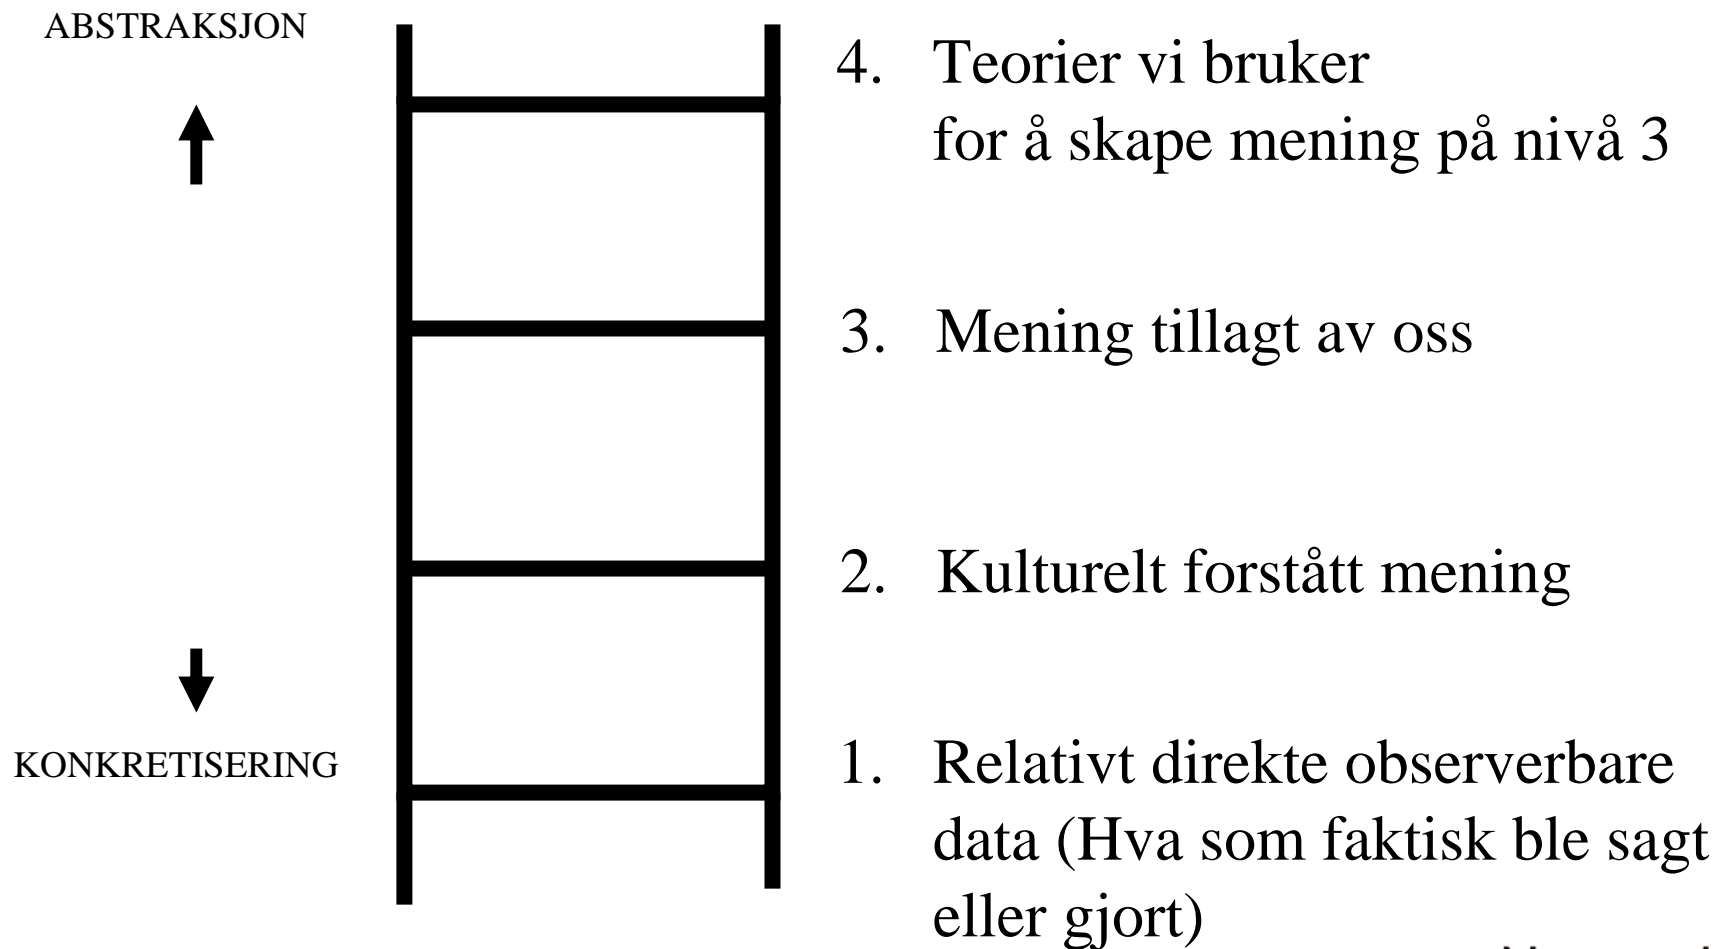 ABSTRAKSJON
4. Teorier vi bruker
for å skape mening på nivå 3
3. Mening tillagt av oss
2. Kulturelt forstått mening
KONKRETISERING
1. Relativt direkte observerbare
data (Hva som faktisk ble sagt
eller gjort)